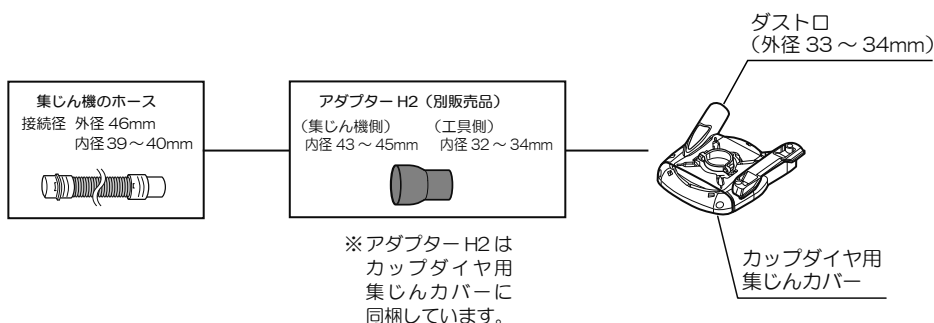 ダストロ
(外径 33 ~ 34mm)
集じん機のホース
接続径 外径 46mm
内径 39 ~ 40mm
アダプター H2(別販売品)
(集じん機側) (工具側)
内径 43 ~ 45mm 内径 32 ~ 34mm
※アダプター H2 は
カップダイヤ用
集じんカバーに
同梱しています。
カップダイヤ用
集じんカバー